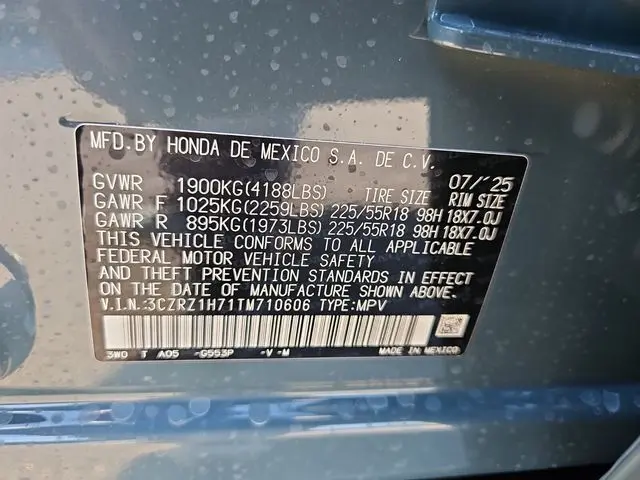 MFD.BY HONDA DE MEXICO S.A. DE C.V.
07/'25
GVWR 1900KG(4188LBS) TIRE SIZE RIM SIZE
GAWR F 1025KG(2259LBS) 225/55R18 98H 18X7.0J
GAWR R 895KG(1973LBS) 225/55R18 98H 18X7.0J
THIS VEHICLE CONFORMS TO ALL APPLICABLE
FEDERAL MOTOR VEHICLE SAFETY
AND THEFT PREVENTION STANDARDS IN EFFECT
ON THE DATE OF MANUFACTURE SHOWN ABOVE.
V.I.N.:3CZRZ1H71TM710606 TYPE:MPV
3W0 T A05 -G553P -V -M MADE IN MEXICO